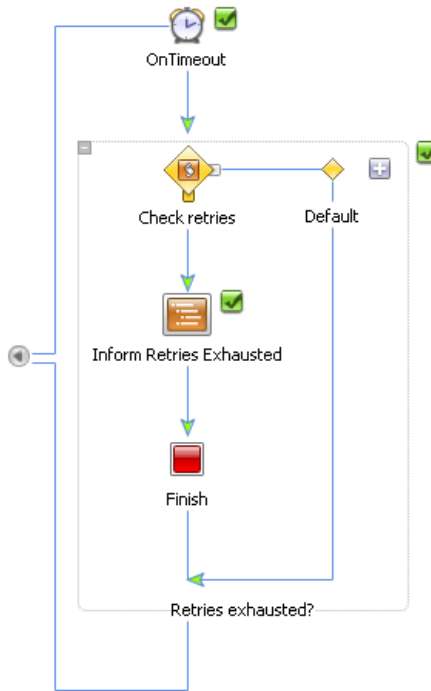 OnTimeout
Check retries
Default
Inform Retries Exhausted
Finish
Retries exhausted?